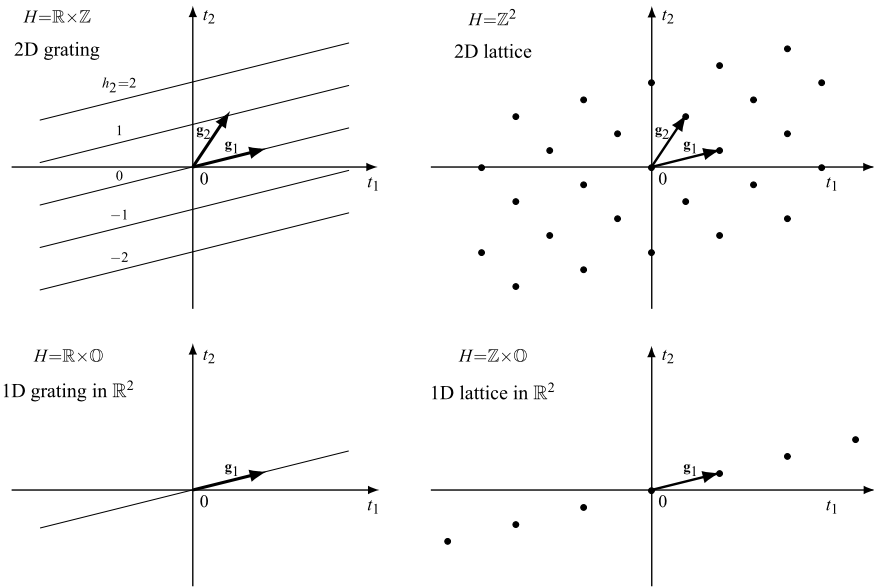 H=ℝ×ℤ
2D grating
t₂
h₂=2
1
0
−1
−2
g₂
g₁
0
t₁
H=ℤ²
2D lattice
t₂
g₂
g₁
0
t₁
H=ℝ×𝕆
1D grating in ℝ²
t₂
g₁
0
t₁
H=ℤ×𝕆
1D lattice in ℝ²
t₂
g₁
0
t₁